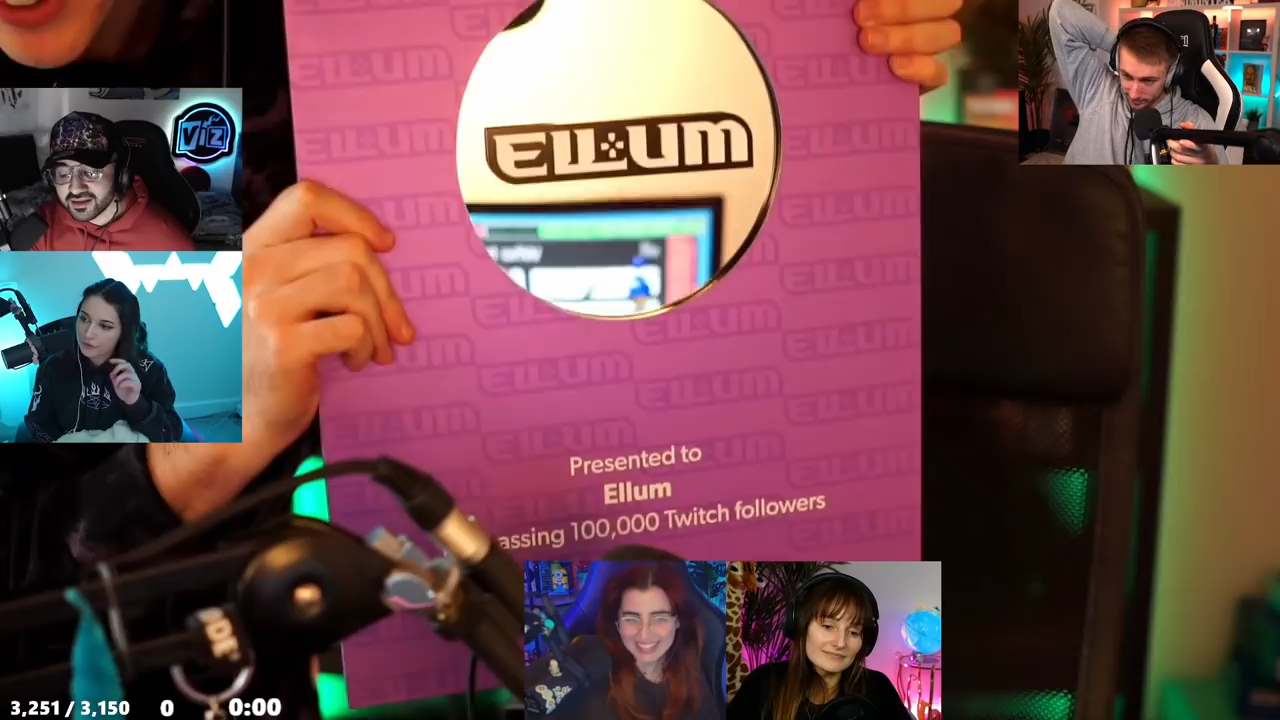 VIZ
ELLUM
Presented to
Ellum
assing 100,000 Twitch followers
3,251 / 3,150 0 0:00